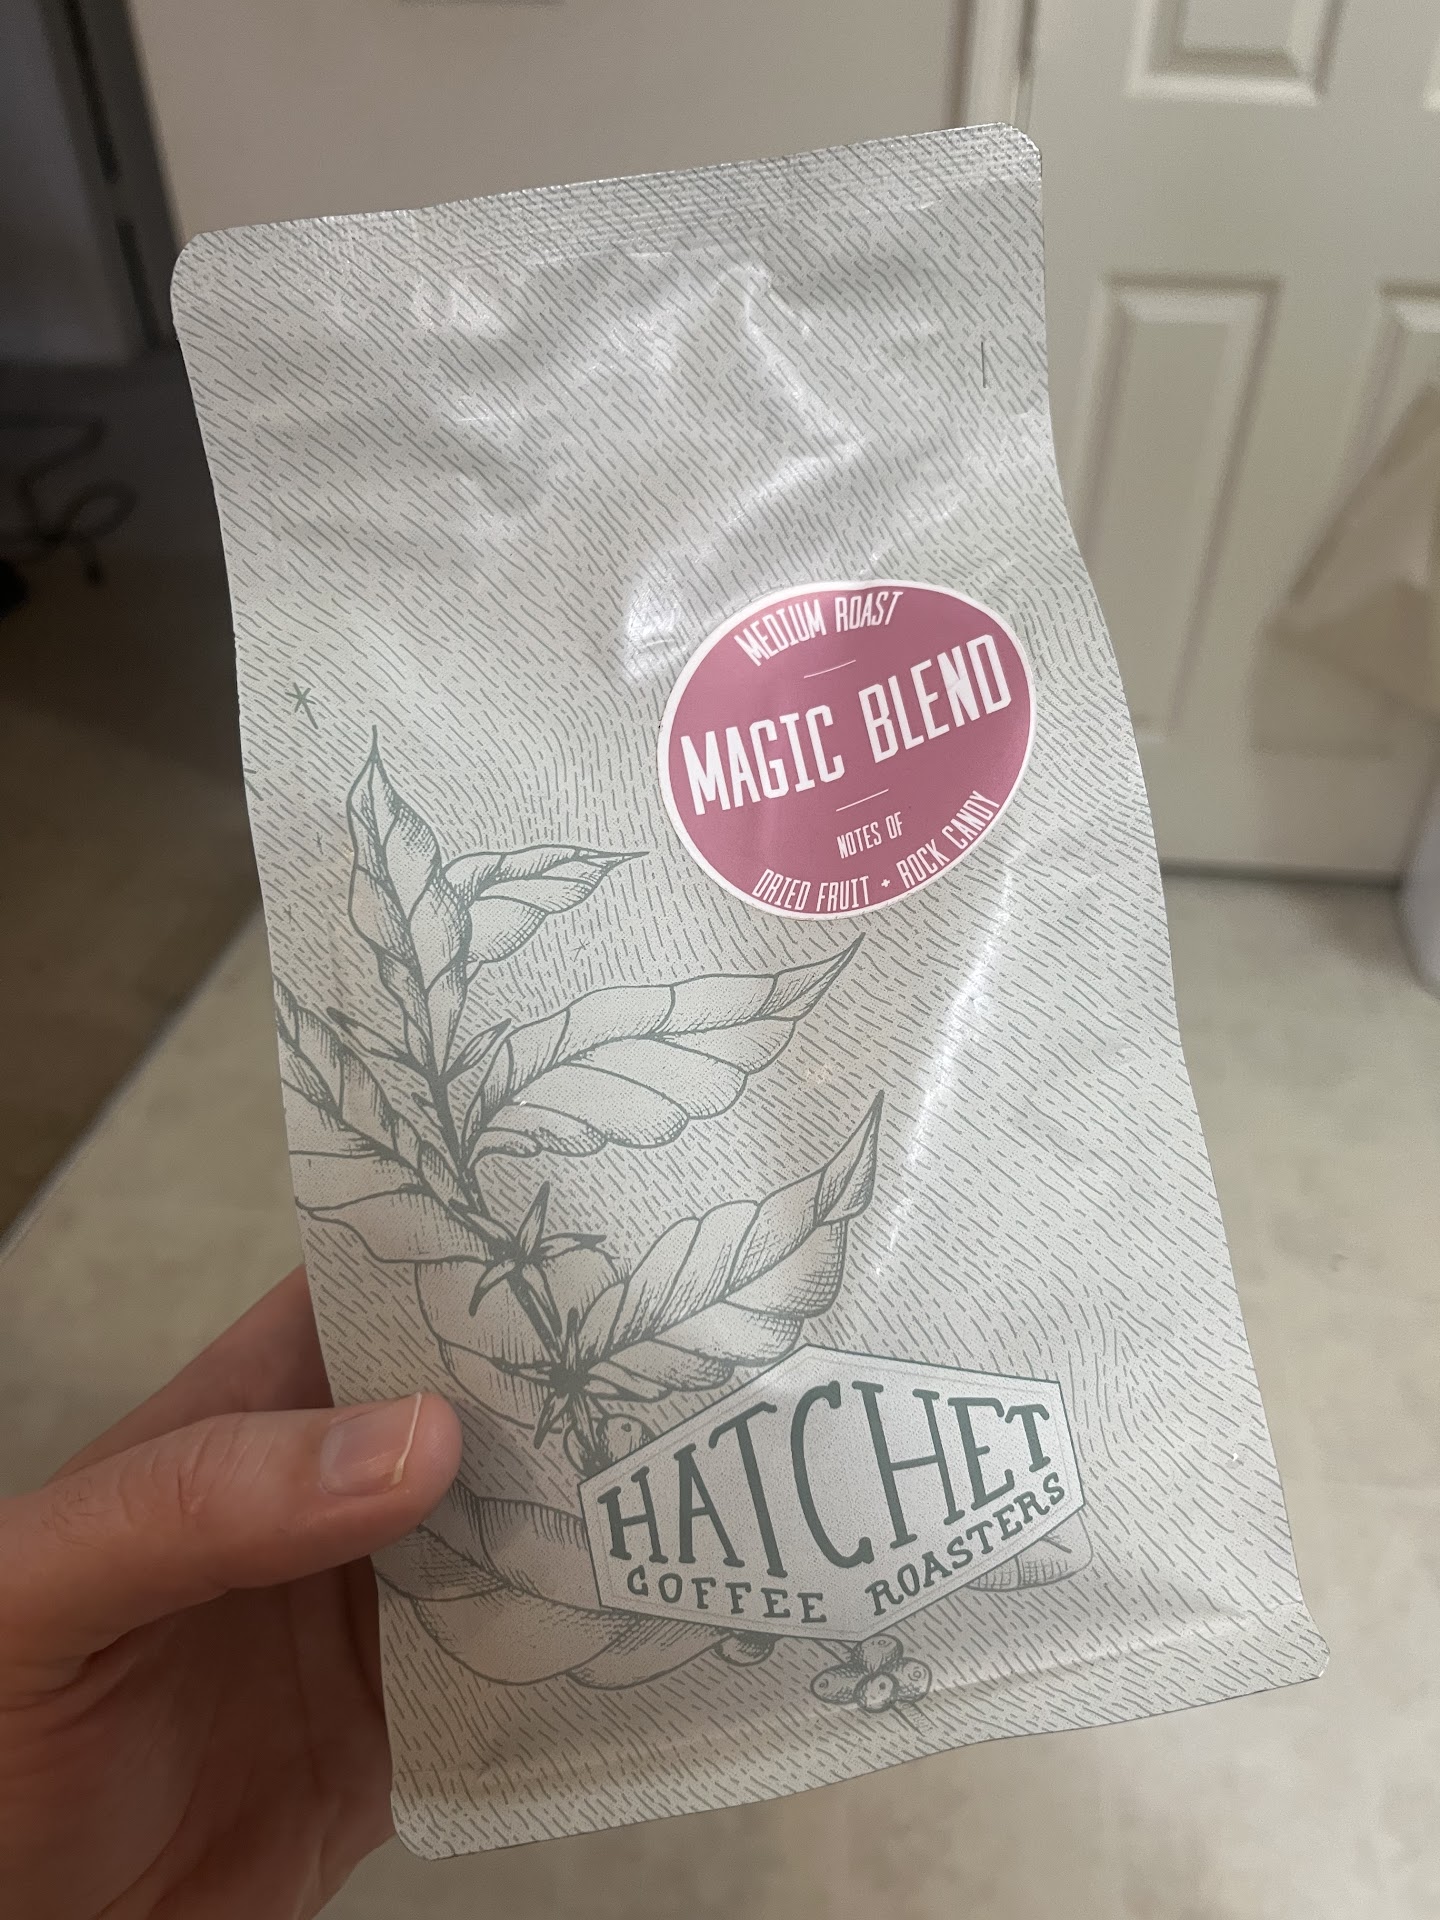 MEDIUM ROAST
MAGIC BLEND
NOTES OF
DRIED FRUIT + ROCK CANDY
HATCHET
COFFEE ROASTERS